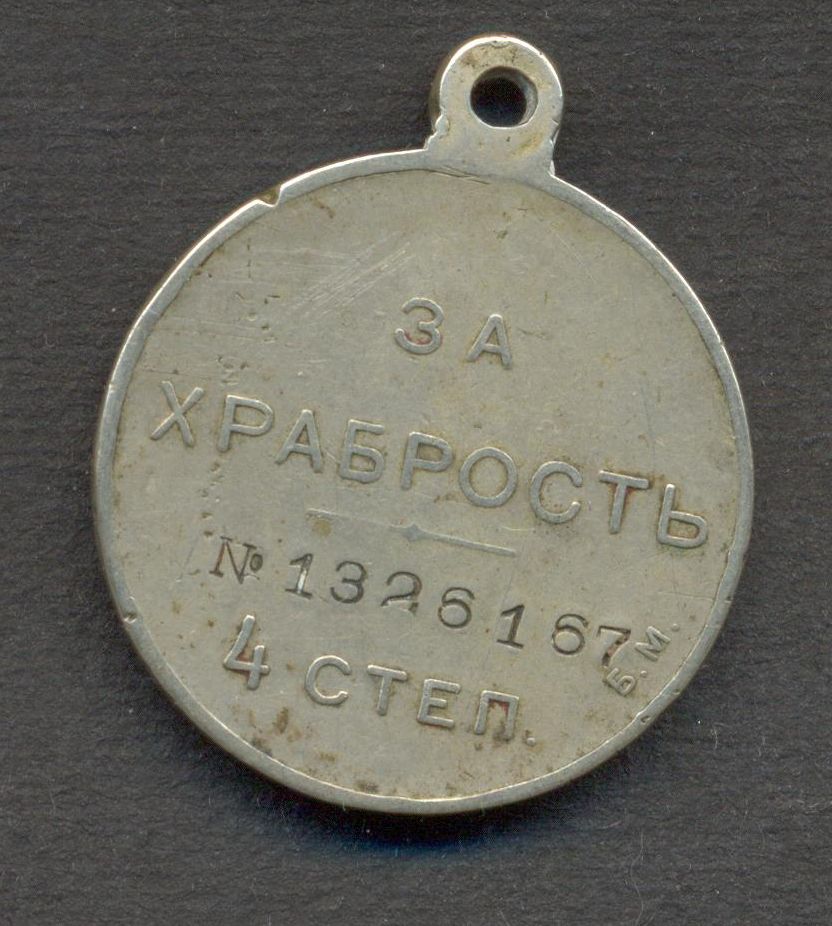 ЗА
ХРАБРОСТЬ
№ 1326167
4 СТЕП.
Б.М.